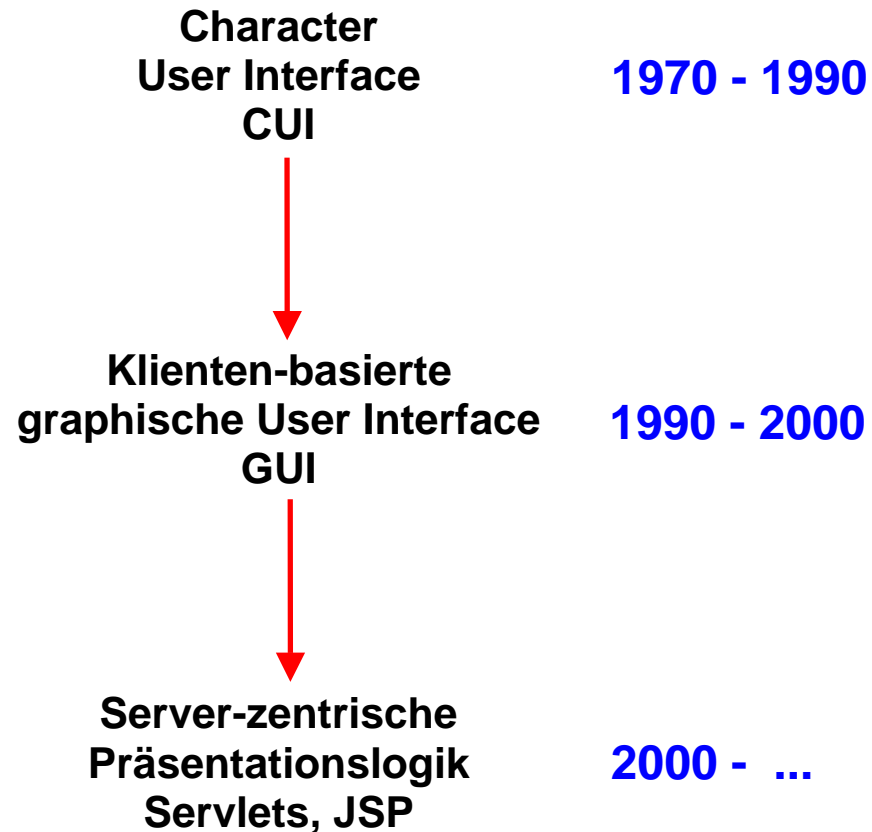 Character
User Interface
CUI
1970 - 1990
Klienten-basierte
graphische User Interface
GUI
1990 - 2000
Server-zentrische
Präsentationslogik
Servlets, JSP
2000 - ...